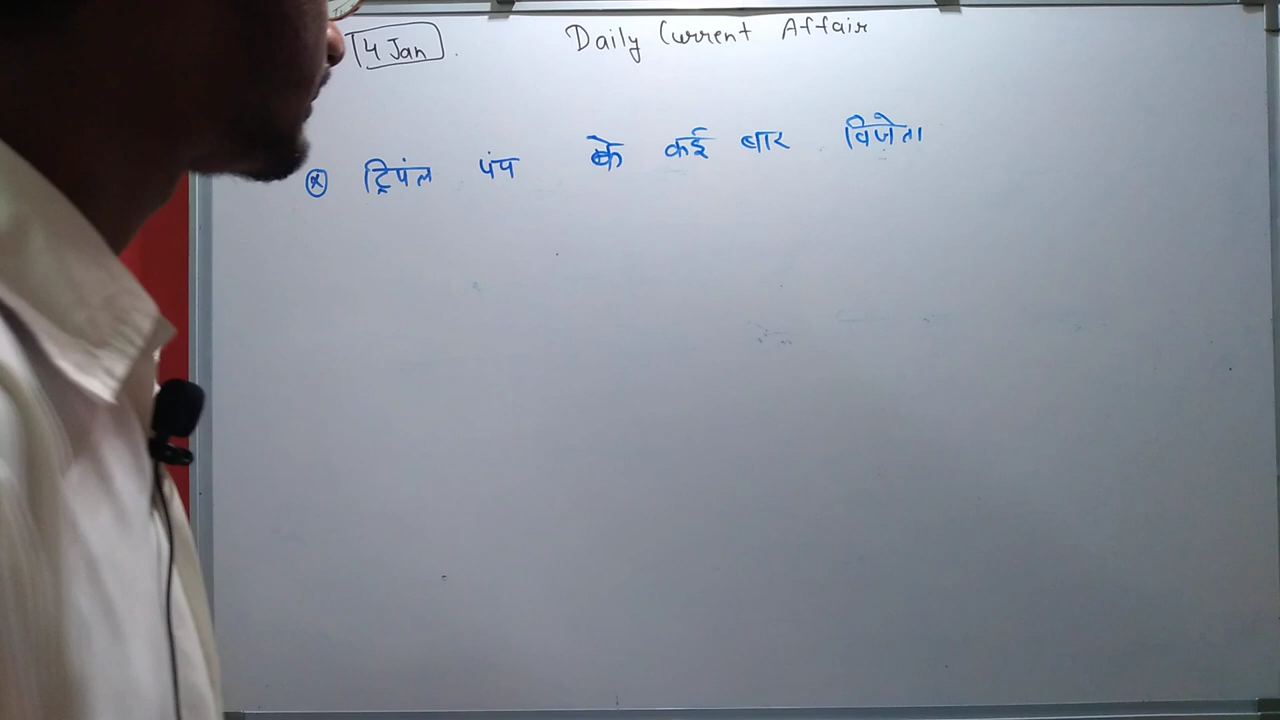 4 Jan Daily Current Affair
ट्रिपंल पंप के कई बार विजेता